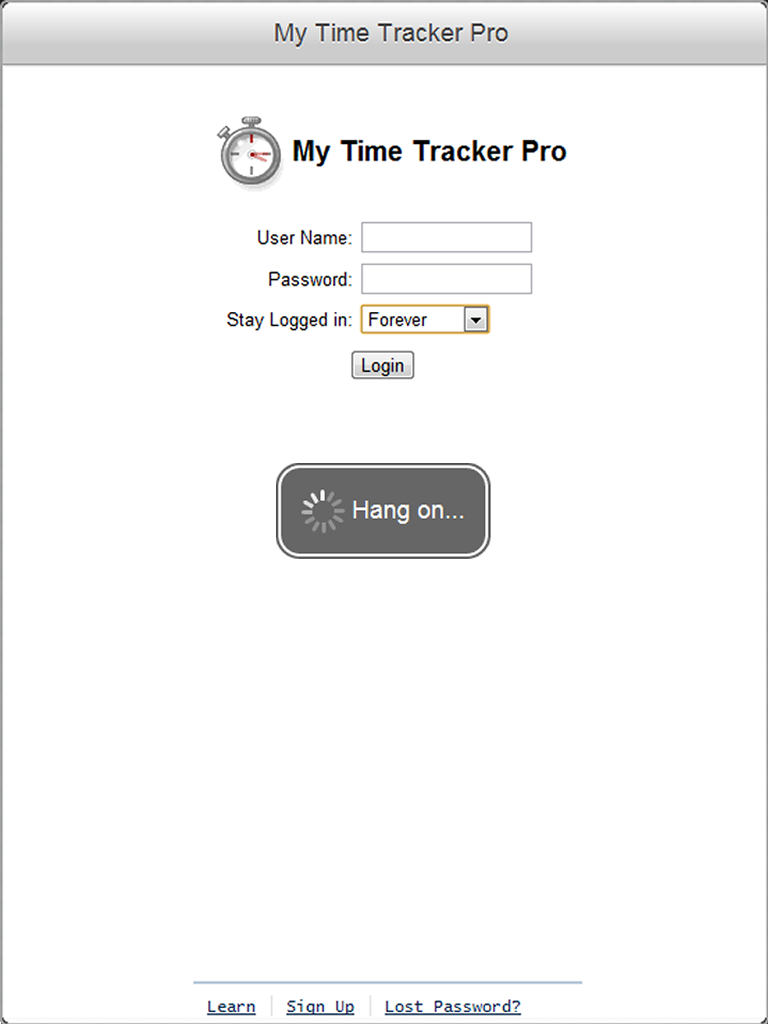 My Time Tracker Pro
My Time Tracker Pro
User Name:
Password:
Stay Logged in: Forever
Login
Hang on...
Learn Sign Up Lost Password?